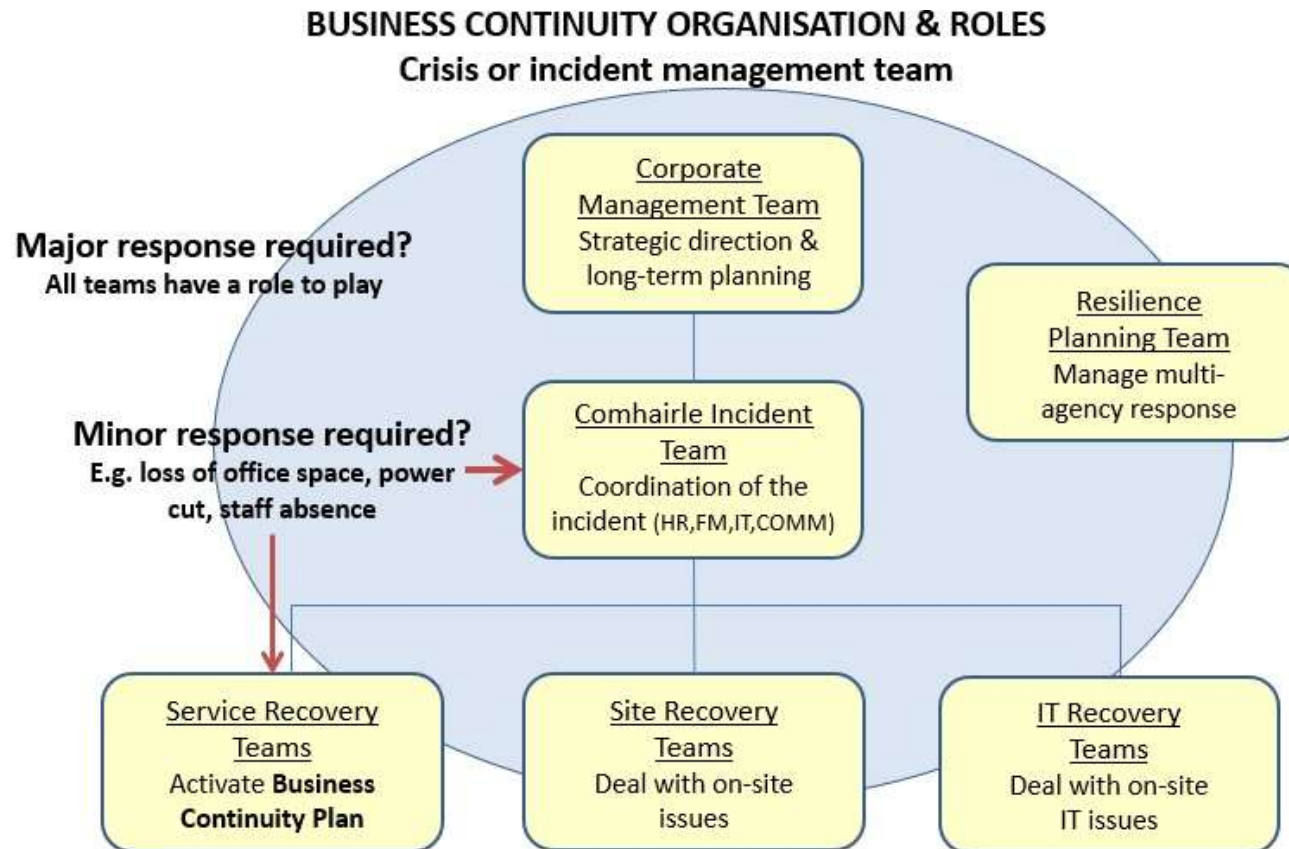 BUSINESS CONTINUITY ORGANISATION & ROLES
Crisis or incident management team
Corporate
Management Team
Strategic direction &
long-term planning
Major response required?
All teams have a role to play
Resilience
Planning Team
Manage multi-
agency response
Minor response required?
E.g. loss of office space, power
cut, staff absence
Comhairle Incident
Team
Coordination of the
incident (HR,FM,IT,COMM)
Service Recovery
Teams
Activate Business
Continuity Plan
Site Recovery
Teams
Deal with on-site
issues
IT Recovery
Teams
Deal with on-site
IT issues